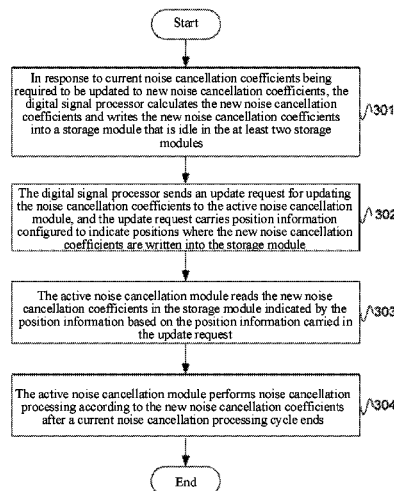 Start
In response to current noise cancellation coefficients being
required to be updated to new noise cancellation coefficients, the
digital signal processor calculates the new noise cancellation
coefficients and writes the new noise cancellation coefficients
into a storage module that is idle in the at least two storage
modules
301
The digital signal processor sends an update request for updating
the noise cancellation coefficients to the active noise cancellation
module, and the update request carries position information
configured to indicate positions where the new noise cancellation
coefficients are written into the storage module
302
The active noise cancellation module reads the new noise
cancellation coefficients in the storage module indicated by the
position information based on the position information carried in
the update request
303
The active noise cancellation module performs noise cancellation
processing according to the new noise cancellation coefficients
after a current noise cancellation processing cycle ends
304
End